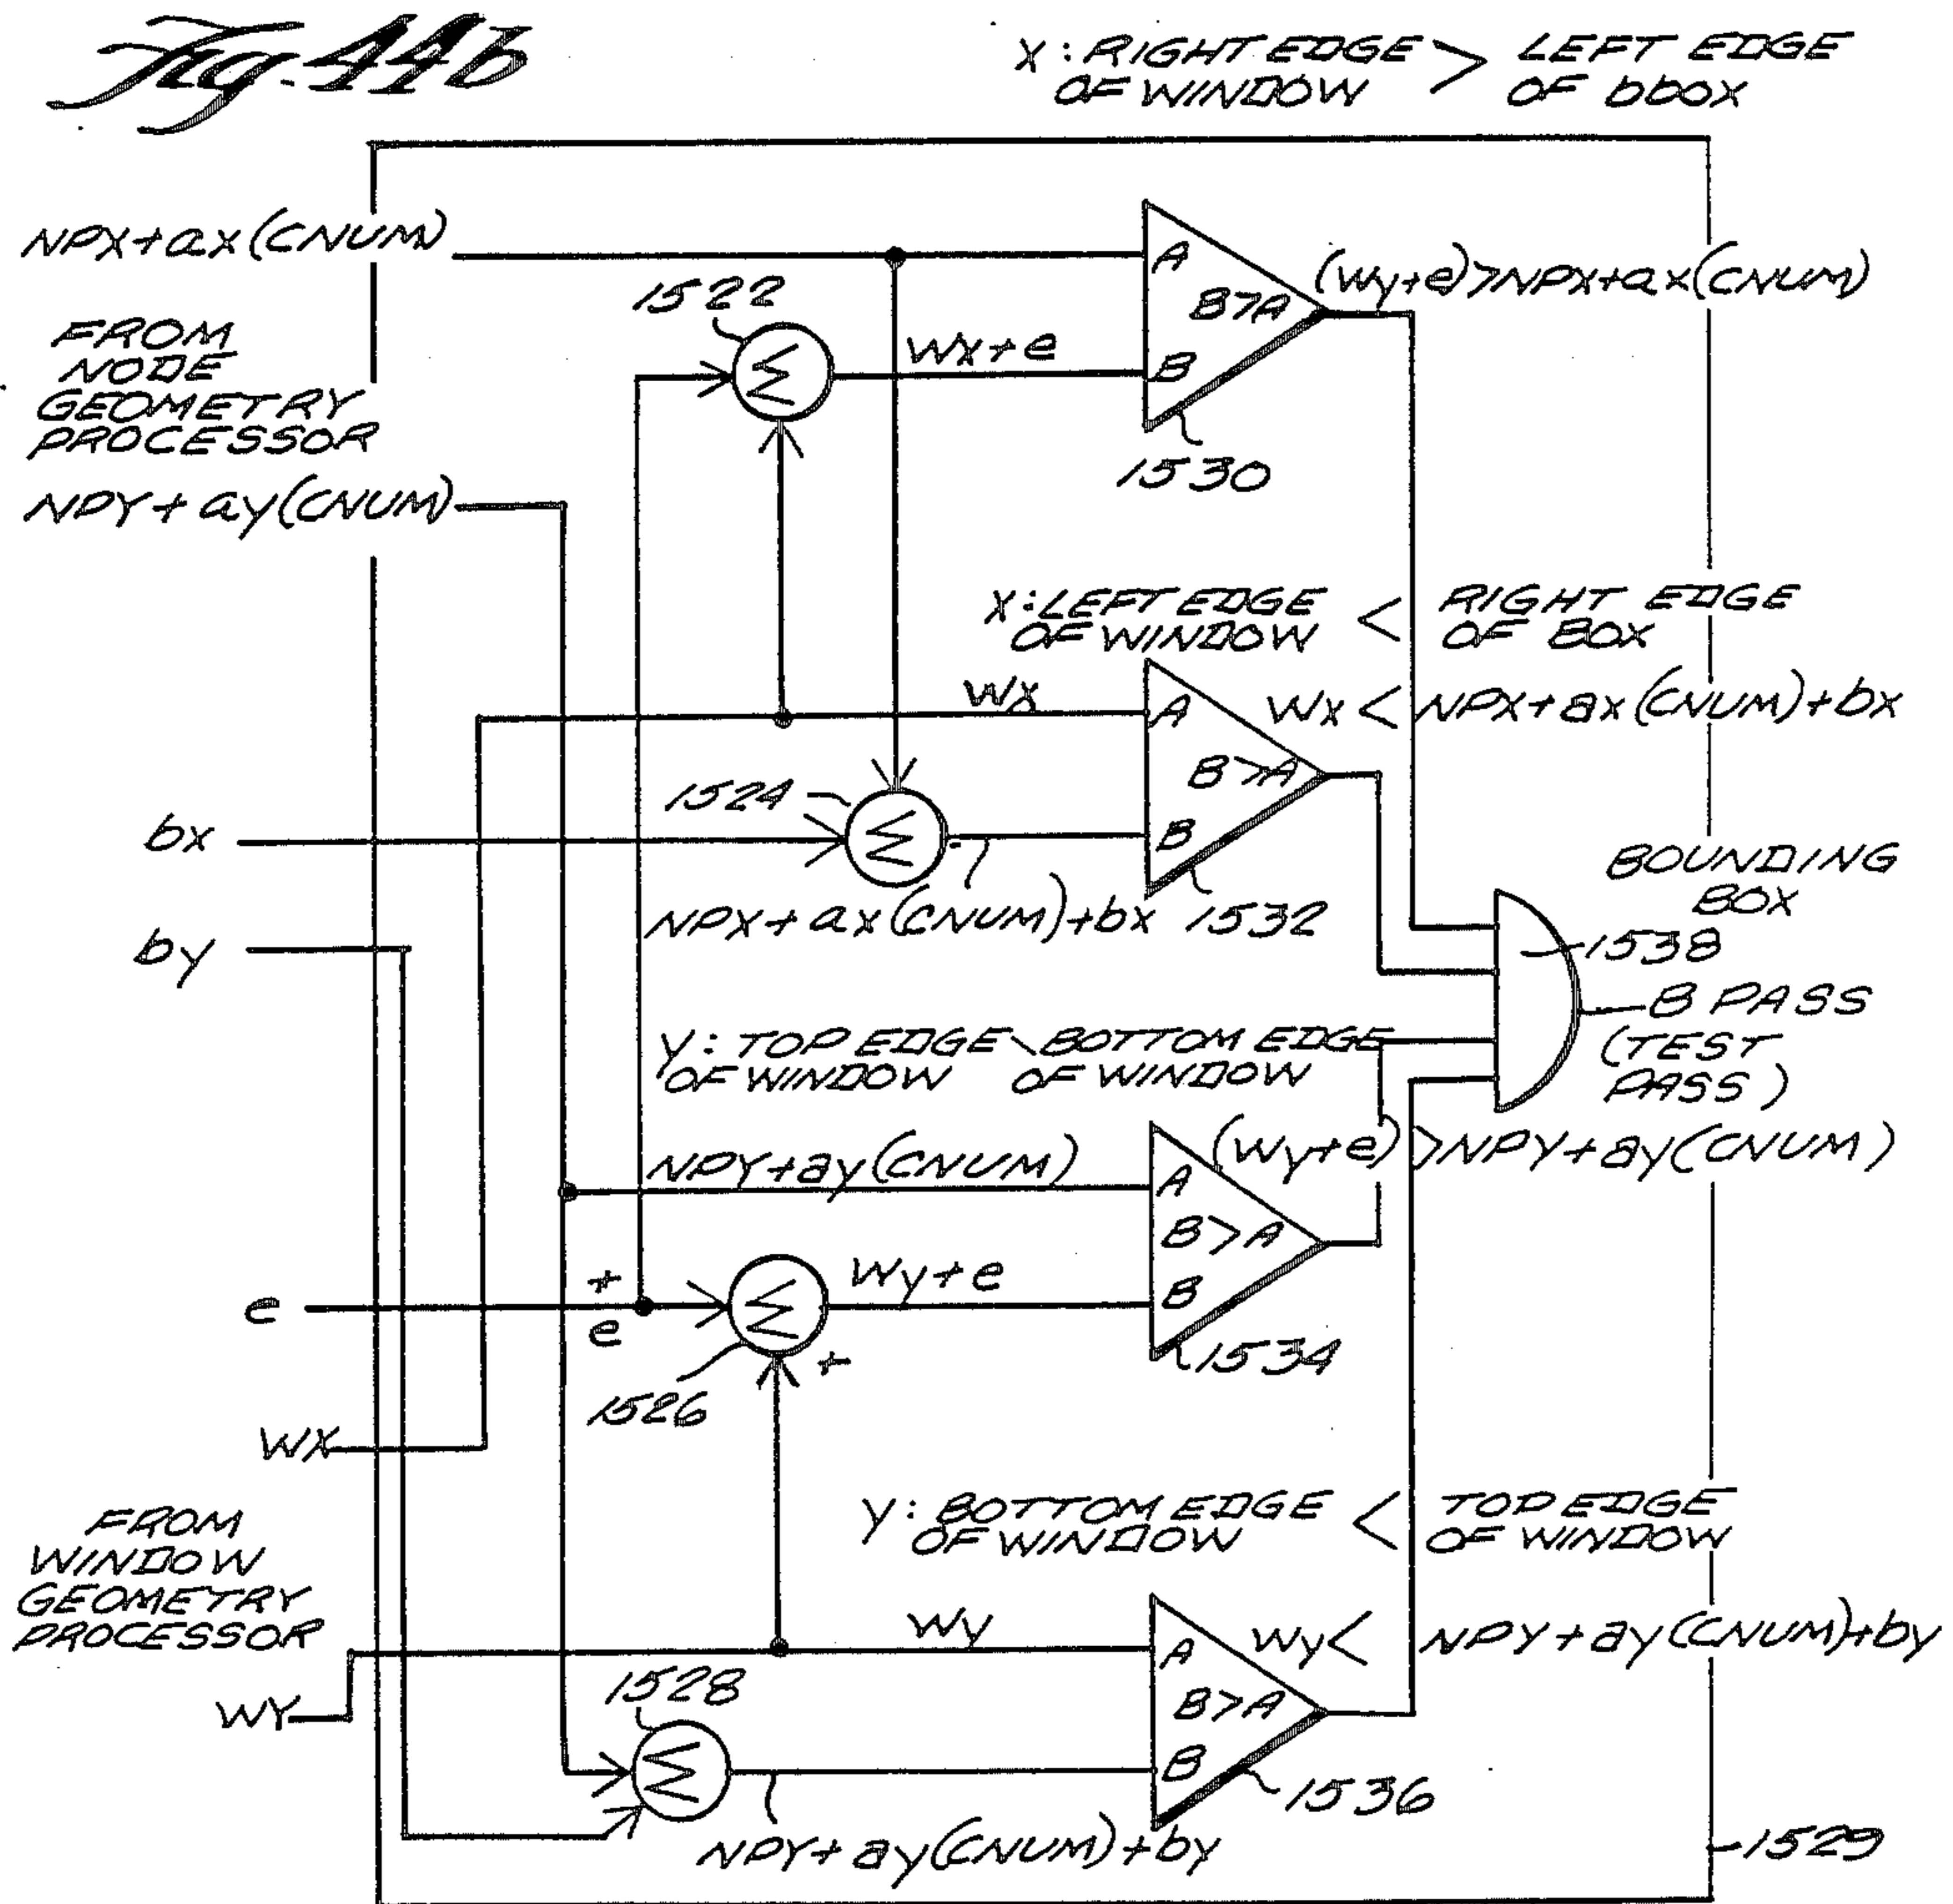 Fig. 44b
X: RIGHT EDGE > LEFT EDGE
OF WINDOW OF bbox
NPX+ax(CNUM)
1522
A
B>A
B
(wy+e)>NPX+ax(CNUM)
wx+e
1530
FROM
NODE
GEOMETRY
PROCESSOR
NPY+ay(CNUM)
X: LEFT EDGE < RIGHT EDGE
OF WINDOW OF BOX
wx
A
B>A
B
wx < NPX+ax(CNUM)+bx
1524
bx
NPX+ax(CNUM)+bx
1532
BOUNDING
BOX
1538
by
B PASS
(TEST
PASS)
Y: TOP EDGE > BOTTOM EDGE
OF WINDOW OF WINDOW
NPY+ay(CNUM)
A
B>A
B
(wy+e)>NPY+ay(CNUM)
e
+
e
wy+e
+
1526
1534
WX
Y: BOTTOM EDGE < TOP EDGE
OF WINDOW OF WINDOW
FROM
WINDOW
GEOMETRY
PROCESSOR
wy
A
B>A
B
wy < NPY+ay(CNUM)+by
1528
WY
1536
NPY+ay(CNUM)+by
1529